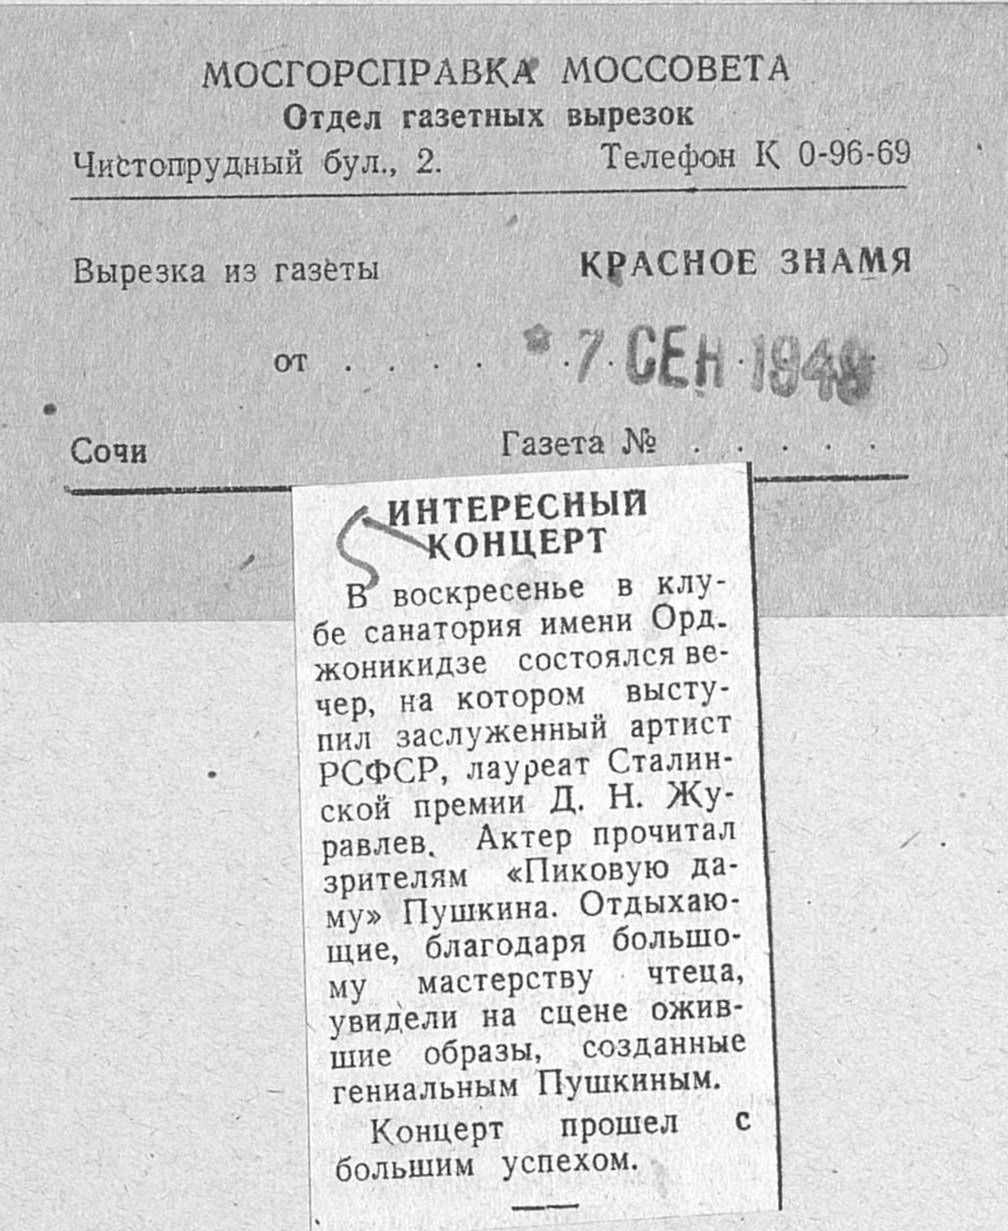 МОСГОРСПРАВКА МОССОВЕТА
Отдел газетных вырезок
Чистопрудный бул., 2. Телефон К 0-96-69
Вырезка из газеты КРАСНОЕ ЗНАМЯ
от . . . . 7 СЕН 1949
Сочи Газета № . . . . .
ИНТЕРЕСНЫЙ
КОНЦЕРТ
В воскресенье в клу-
бе санатория имени Орд-
жоникидзе состоялся ве-
чер, на котором высту-
пил заслуженный артист
РСФСР, лауреат Сталин-
ской премии Д. Н. Жу-
равлев. Актер прочитал
зрителям «Пиковую да-
му» Пушкина. Отдыхаю-
щие, благодаря большо-
му мастерству чтеца,
увидели на сцене ожив-
шие образы, созданные
гениальным Пушкиным.
Концерт прошел с
большим успехом.